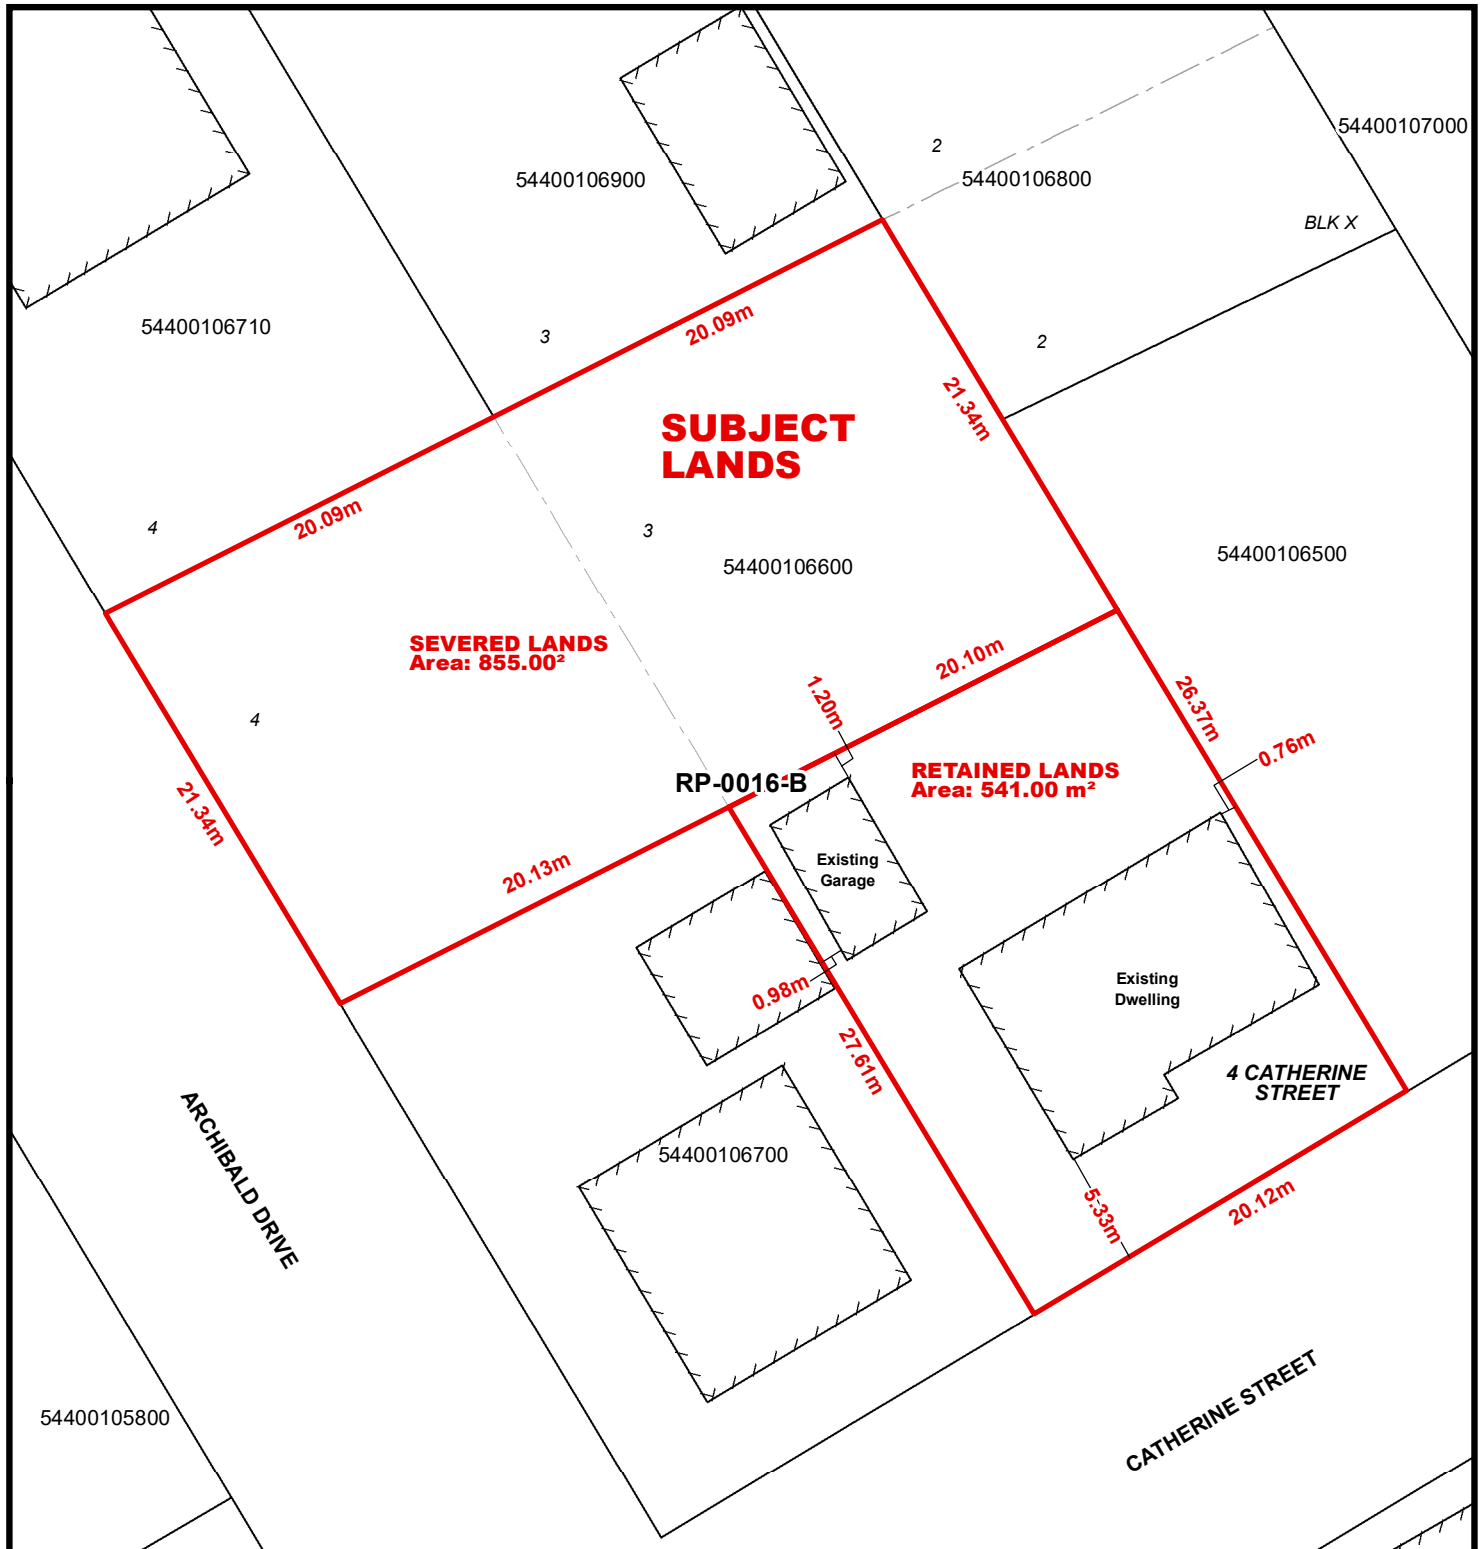 54400107000
2
54400106900
54400106800
BLK X
54400106710
20.09m
3
2
21.34m
SUBJECT
LANDS
20.09m
4
3
54400106500
54400106600
SEVERED LANDS
Area: 855.00²
20.10m
1.20m
26.37m
4
0.76m
RETAINED LANDS
Area: 541.00 m²
RP-0016-B
21.34m
Existing
Garage
20.13m
0.98m
Existing
Dwelling
27.61m
4 CATHERINE
STREET
ARCHIBALD DRIVE
54400106700
5.33m
20.12m
CATHERINE STREET
54400105800